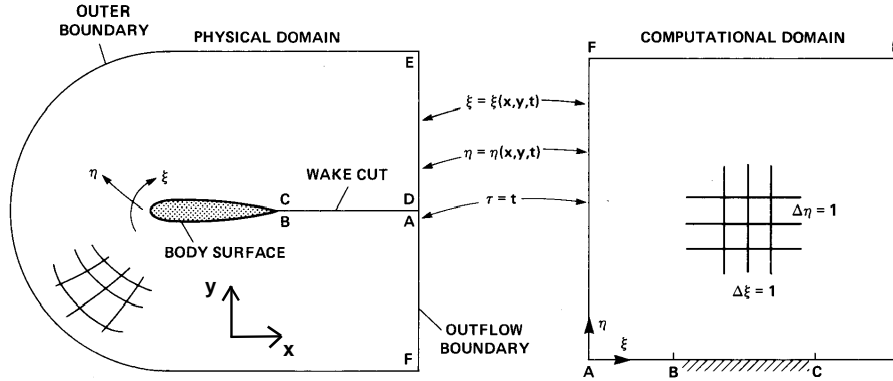 OUTER
BOUNDARY
PHYSICAL DOMAIN
E
η
ξ
C
B
WAKE CUT
D
A
BODY SURFACE
y
x
OUTFLOW
BOUNDARY
F
ξ = ξ(x,y,t)
η = η(x,y,t)
τ = t
COMPUTATIONAL DOMAIN
F
Δη = 1
Δξ = 1
η
ξ
A
B
C